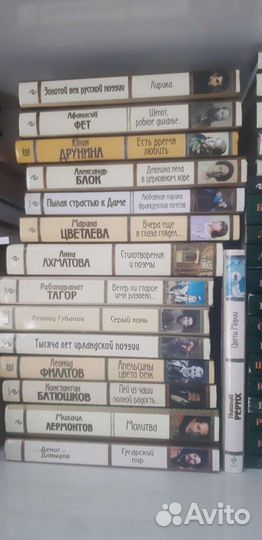 Золотой век русской поэзии
Лирика
Афанасий
ФЕТ
Шепот,
робкое дыханье...
Юлия
ДРУНИНА
Есть время
любить
Александр
БЛОК
Девушка пела
в церковном хоре
Пылая страстью к Даме
Любовная лирика
французских поэтов
Марина
ЦВЕТАЕВА
Вчера еще
в глаза глядел...
Анна
АХМАТОВА
Стихотворения
и поэмы
Рабиндранат
ТАГОР
Ветер ли старое
имя развеял...
Леонид Губанов
Серый конь
Тысяча лет ирландской поэзии
Леонид
ФИЛАТОВ
Апельсины
цвета беж
Константин
БАТЮШКОВ
Пей из чаши
полной радость...
Михаил
ЛЕРМОНТОВ
Молитва
Денис
Давыдов
Гусарский
пир
Николай
РЕРИХ
Цветы Мории
Avito